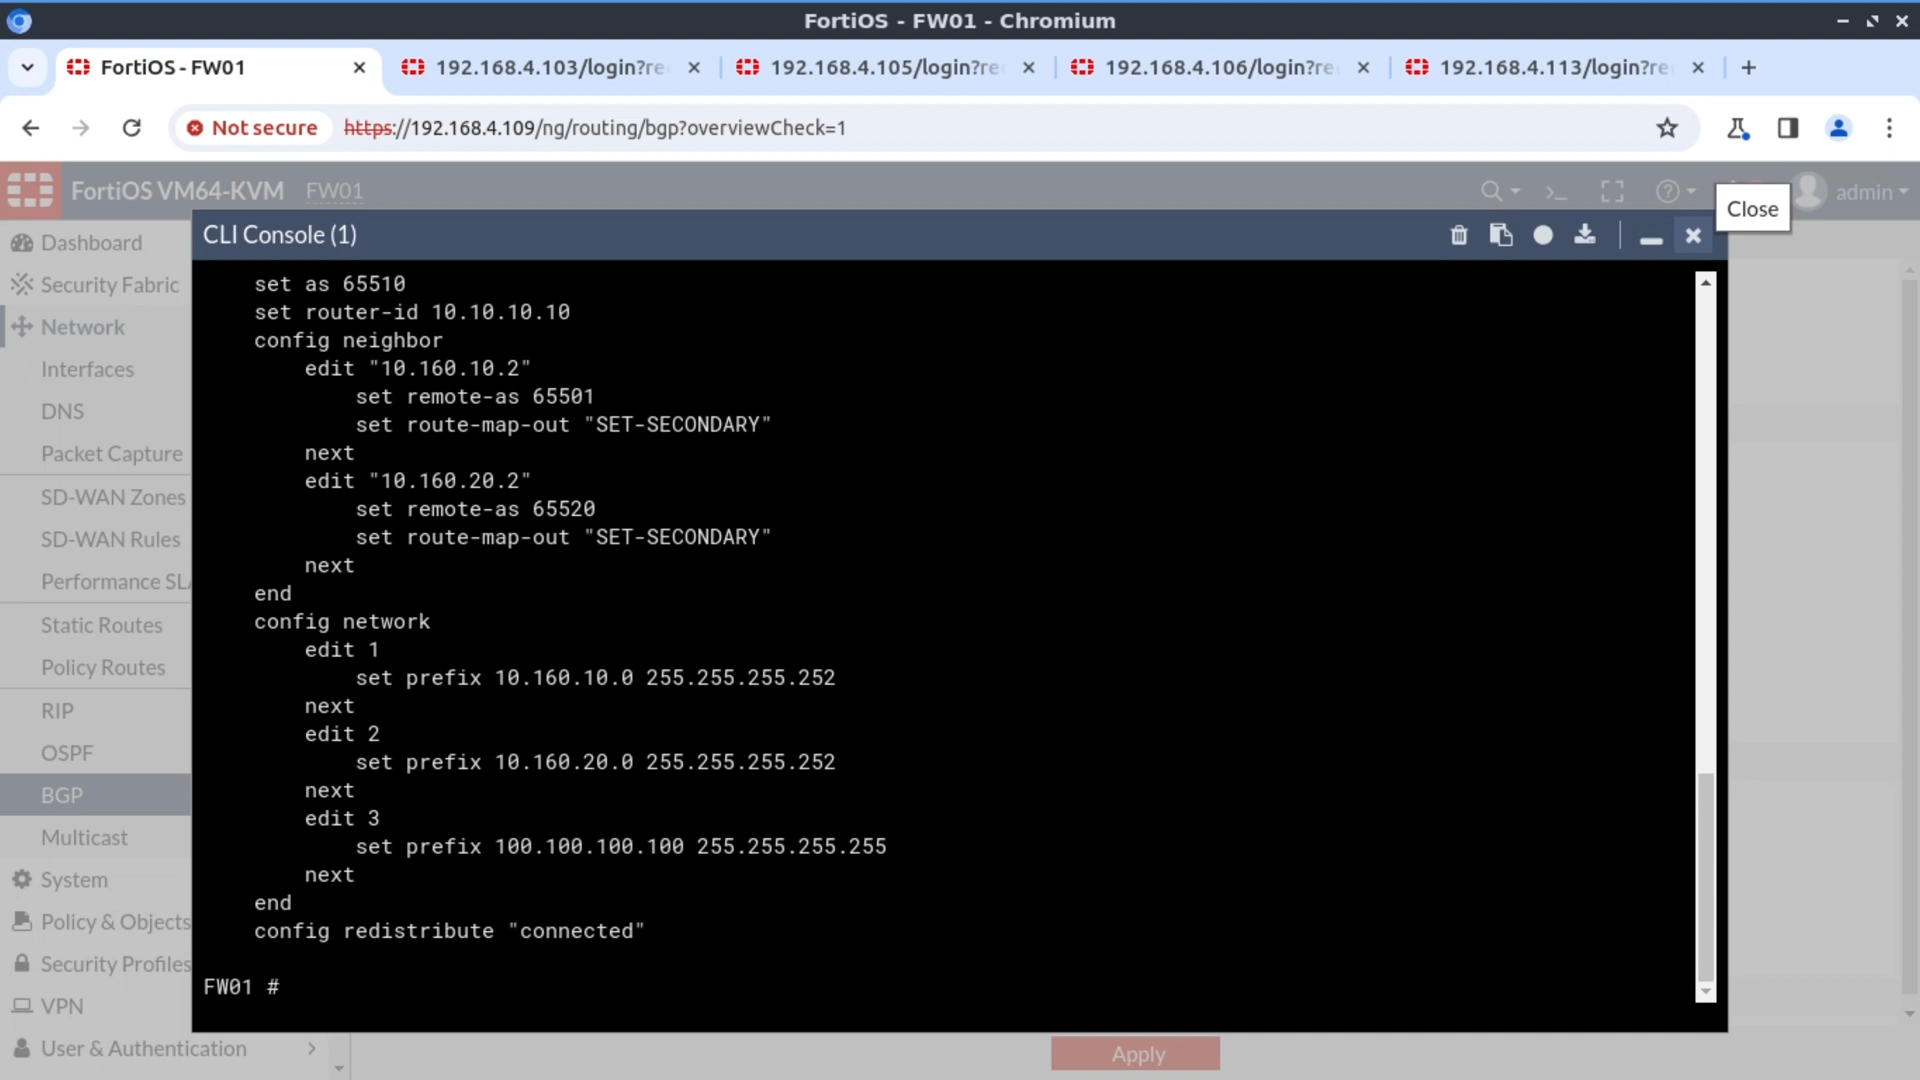 FortiOS - FW01 - Chromium
FortiOS - FW01
192.168.4.103/login?re
192.168.4.105/login?re
192.168.4.106/login?re
192.168.4.113/login?re
Not secure
https://192.168.4.109/ng/routing/bgp?overviewCheck=1
FortiOS VM64-KVM
FW01
admin
Close
CLI Console (1)
Dashboard
Security Fabric
Network
Interfaces
DNS
Packet Capture
SD-WAN Zones
SD-WAN Rules
Performance SL
Static Routes
Policy Routes
RIP
OSPF
BGP
Multicast
System
Policy & Objects
Security Profiles
VPN
User & Authentication
set as 65510
set router-id 10.10.10.10
config neighbor
edit "10.160.10.2"
set remote-as 65501
set route-map-out "SET-SECONDARY"
next
edit "10.160.20.2"
set remote-as 65520
set route-map-out "SET-SECONDARY"
next
end
config network
edit 1
set prefix 10.160.10.0 255.255.255.252
next
edit 2
set prefix 10.160.20.0 255.255.255.252
next
edit 3
set prefix 100.100.100.100 255.255.255.255
next
end
config redistribute "connected"
FW01 #
Apply